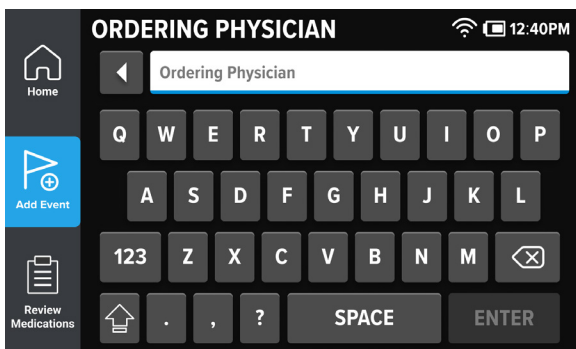 ORDERING PHYSICIAN
12:40PM
Home
Ordering Physician
Q W E R T Y U I O P
Add Event
A S D F G H J K L
123 Z X C V B N M
Review
Medications
. , ? SPACE ENTER